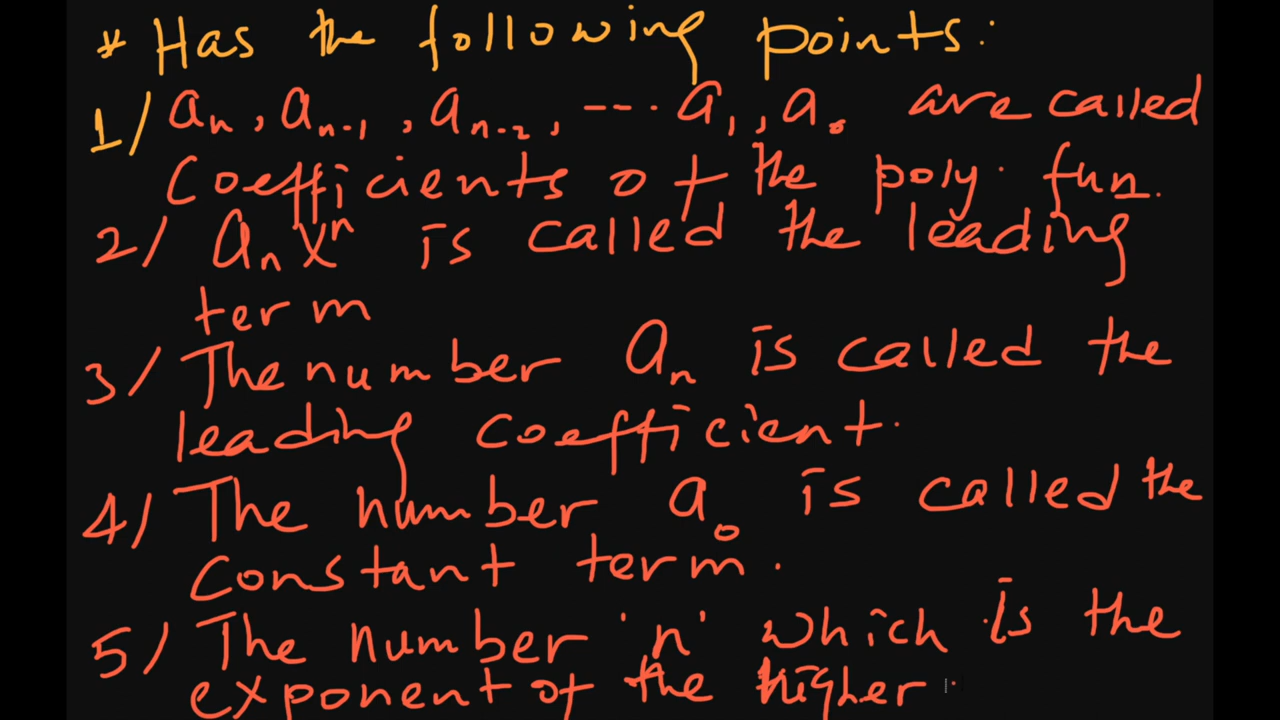 * Has the following points:
1/ aₙ, aₙ₋₁, aₙ₋₂, --- a₁, a₀ are called
Coefficients of the poly. fun.
2/ aₙxⁿ is called the leading
term
3/ The number aₙ is called the
leading coefficient.
4/ The number a₀ is called the
Constant term.
5/ The number 'n' which is the
exponent of the higher